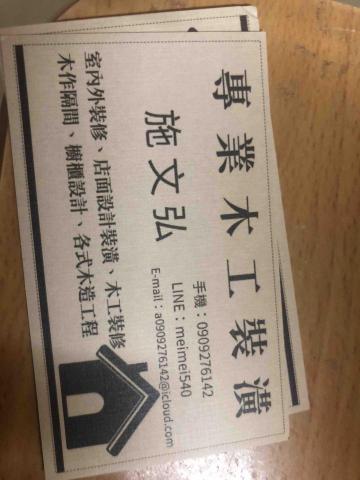 專業木工裝潢
施文弘
手機：0909276142
LINE：meimei540
E-mail：a0909276142@icloud.com
室內外裝修、店面設計裝潢、木工裝修
木作隔間、櫥櫃設計、各式木造工程